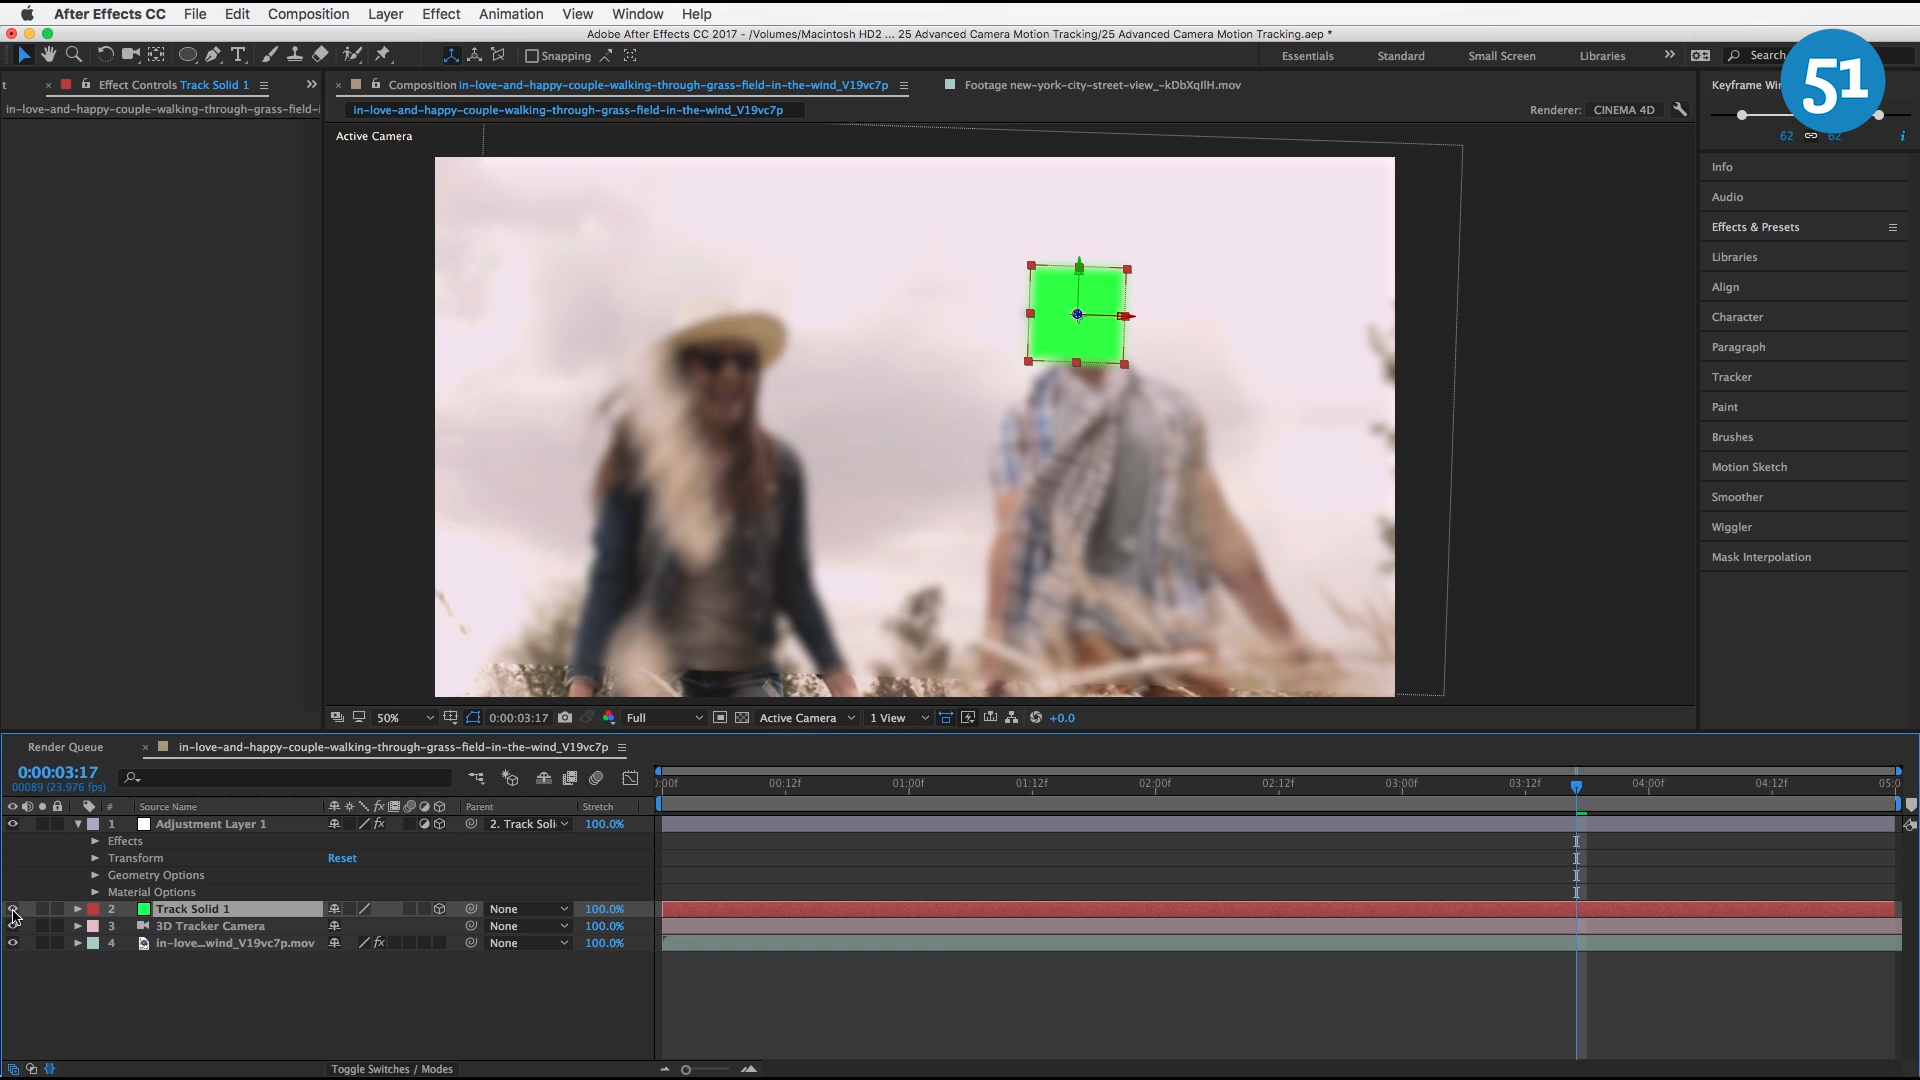 After Effects CC File Edit Composition Layer Effect Animation View Window Help
Adobe After Effects CC 2017 - /Volumes/Macintosh HD2 ... 25 Advanced Camera Motion Tracking/25 Advanced Camera Motion Tracking.aep *
Snapping Essentials Standard Small Screen Libraries Search
51
t × Effect Controls Track Solid 1 × Composition in-love-and-happy-couple-walking-through-grass-field-in-the-wind_V19vc7p Footage new-york-city-street-view_-kDbXqIlH.mov Keyframe Wi
in-love-and-happy-couple-walking-through-grass-field-i in-love-and-happy-couple-walking-through-grass-field-in-the-wind_V19vc7p Renderer: CINEMA 4D
Active Camera
62 62 i
Info
Audio
Effects & Presets
Libraries
Align
Character
Paragraph
Tracker
Paint
Brushes
Motion Sketch
Smoother
Wiggler
Mask Interpolation
50% 0:00:03:17 Full Active Camera 1 View +0.0
Render Queue × in-love-and-happy-couple-walking-through-grass-field-in-the-wind_V19vc7p
0:00:03:17
00089 (23.976 fps)
):00f 00:12f 01:00f 01:12f 02:00f 02:12f 03:00f 03:12f 04:00f 04:12f 05:0
# Source Name fx Parent Stretch
1 Adjustment Layer 1 fx 2. Track Soli 100.0%
Effects
Transform Reset
Geometry Options
Material Options
2 Track Solid 1 None 100.0%
3 3D Tracker Camera None 100.0%
4 in-love...wind_V19vc7p.mov fx None 100.0%
Toggle Switches / Modes